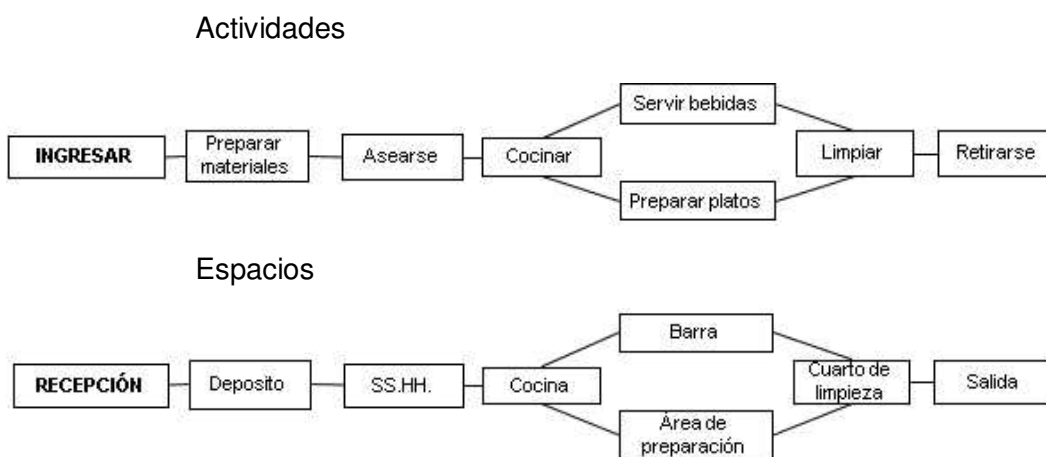 Actividades
Servir bebidas
INGRESAR
Preparar
materiales
Asearse
Cocinar
Limpiar
Retirarse
Preparar platos
Espacios
Barra
RECEPCIÓN
Deposito
SS.HH.
Cocina
Cuarto de
limpieza
Salida
Área de
preparación